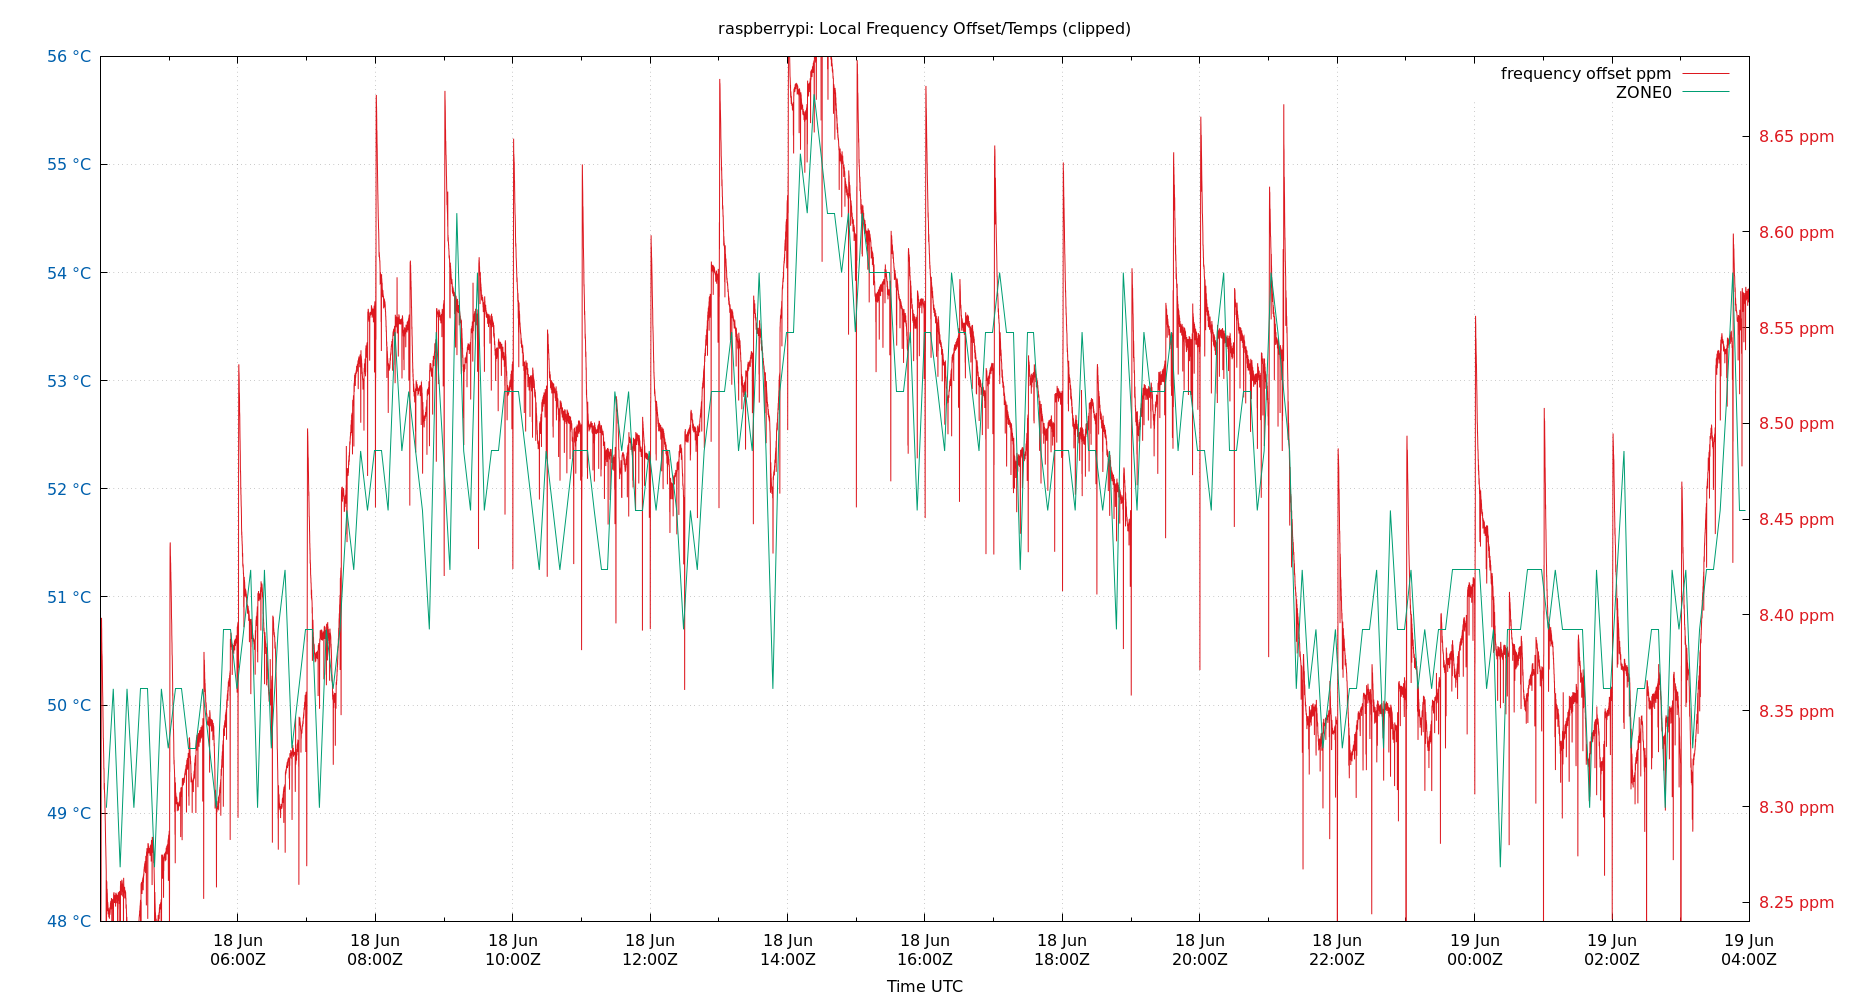 raspberrypi: Local Frequency Offset/Temps (clipped)
56 °C
frequency offset ppm
ZONE0
8.65 ppm
55 °C
8.60 ppm
54 °C
8.55 ppm
53 °C
8.50 ppm
52 °C
8.45 ppm
51 °C
8.40 ppm
50 °C
8.35 ppm
49 °C
8.30 ppm
48 °C
8.25 ppm
18 Jun 18 Jun 18 Jun 18 Jun 18 Jun 18 Jun 18 Jun 18 Jun 18 Jun 19 Jun 19 Jun 19 Jun
06:00Z 08:00Z 10:00Z 12:00Z 14:00Z 16:00Z 18:00Z 20:00Z 22:00Z 00:00Z 02:00Z 04:00Z
Time UTC